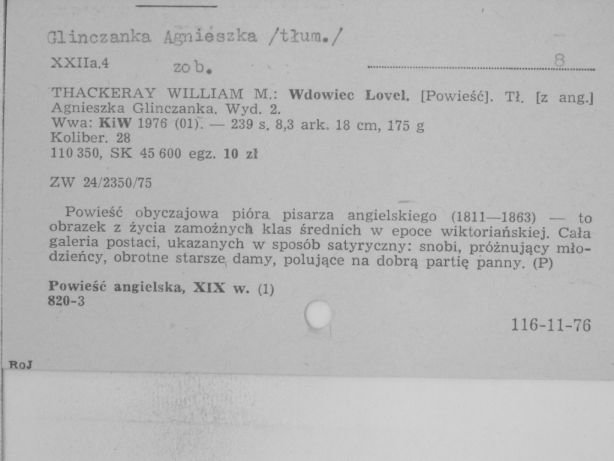 Glinczanka Agnieszka /tłum./
XXIIa.4 zob. 8
THACKERAY WILLIAM M.: Wdowiec Lovel. [Powieść]. Tł. [z ang.]
Agnieszka Glinczanka. Wyd. 2.
Wwa: KiW 1976 (01). — 239 s. 8,3 ark. 18 cm, 175 g
Koliber. 28
110 350, SK 45 600 egz. 10 zł
ZW 24/2350/75
Powieść obyczajowa pióra pisarza angielskiego (1811—1863) — to
obrazek z życia zamożnych klas średnich w epoce wiktoriańskiej. Cała
galeria postaci, ukazanych w sposób satyryczny: snobi, próżnujący mło-
dzieńcy, obrotne starsze damy, polujące na dobrą partię panny. (P)
Powieść angielska, XIX w. (1)
820-3
116-11-76
RoJ